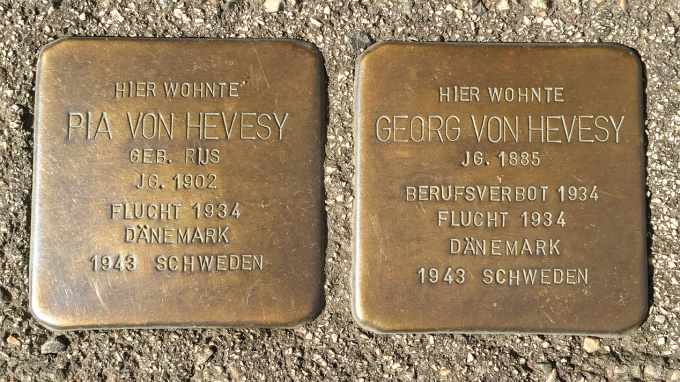 HIER WOHNTE
PIA VON HEVESY
GEB. RIJS
JG. 1902
FLUCHT 1934
DÄNEMARK
1943 SCHWEDEN
HIER WOHNTE
GEORG VON HEVESY
JG. 1885
BERUFSVERBOT 1934
FLUCHT 1934
DÄNEMARK
1943 SCHWEDEN